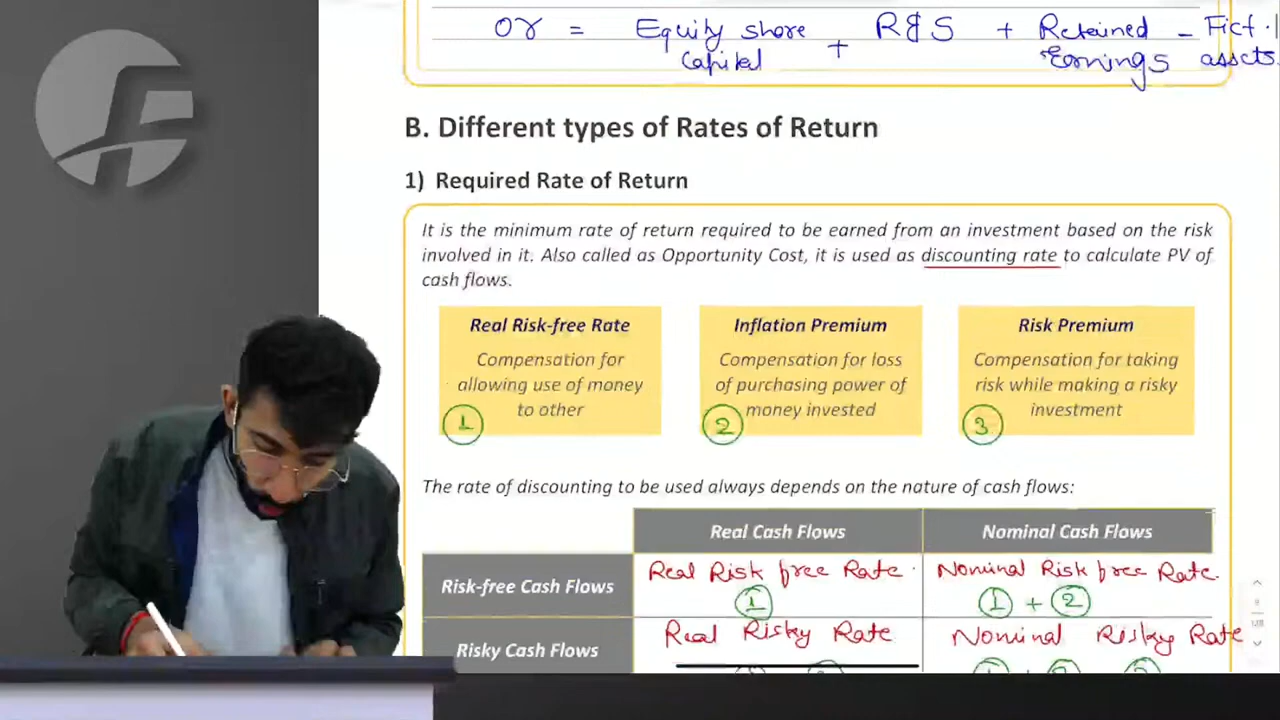 OR = Equity share + R&S + Retained - Fict.
Capital Earnings assets.
B. Different types of Rates of Return
1) Required Rate of Return
It is the minimum rate of return required to be earned from an investment based on the risk
involved in it. Also called as Opportunity Cost, it is used as discounting rate to calculate PV of
cash flows.
Real Risk-free Rate
Compensation for
allowing use of money
to other
1
Inflation Premium
Compensation for loss
of purchasing power of
money invested
2
Risk Premium
Compensation for taking
risk while making a risky
investment
3
The rate of discounting to be used always depends on the nature of cash flows:
Real Cash Flows Nominal Cash Flows
Risk-free Cash Flows Real Risk free Rate. Nominal Risk free Rate.
1 1 + 2
Risky Cash Flows Real Risky Rate Nominal Risky Rate